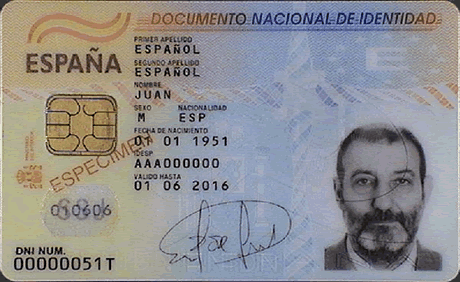 DOCUMENTO NACIONAL DE IDENTIDAD
ESPAÑA
PRIMER APELLIDO
ESPAÑOL
SEGUNDO APELLIDO
ESPAÑOL
NOMBRE
JUAN
SEXO NACIONALIDAD
M ESP
FECHA DE NACIMIENTO
01 01 1951
IDESP
AAA000000
VALIDO HASTA
01 06 2016
ESPECIMEN
010606
DNI NUM.
00000051T